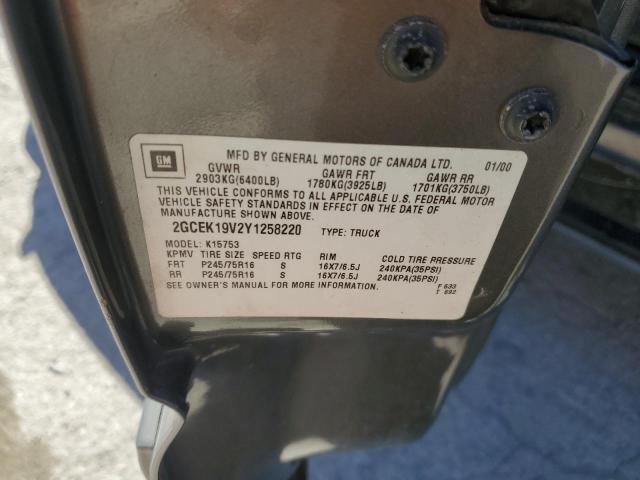 GM
MFD BY GENERAL MOTORS OF CANADA LTD. 01/00
GVWR GAWR FRT GAWR RR
2903KG(6400LB) 1780KG(3925LB) 1701KG(3750LB)
THIS VEHICLE CONFORMS TO ALL APPLICABLE U.S. FEDERAL MOTOR
VEHICLE SAFETY STANDARDS IN EFFECT ON THE DATE OF
MANUFACTURE SHOWN ABOVE.
2GCEK19V2Y1258220 TYPE: TRUCK
MODEL: K15753
KPMV TIRE SIZE SPEED RTG RIM COLD TIRE PRESSURE
FRT P245/75R16 S 16X7/6.5J 240KPA(35PSI)
RR P245/75R16 S 16X7/6.5J 240KPA(35PSI)
SEE OWNER'S MANUAL FOR MORE INFORMATION. F 633
T 692